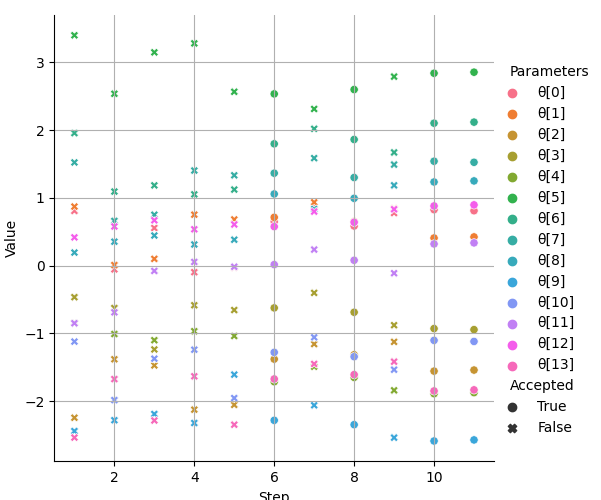 3
2
1
0
−1
−2
Value
2
4
6
8
10
Step
Parameters
θ[0]
θ[1]
θ[2]
θ[3]
θ[4]
θ[5]
θ[6]
θ[7]
θ[8]
θ[9]
θ[10]
θ[11]
θ[12]
θ[13]
Accepted
True
False